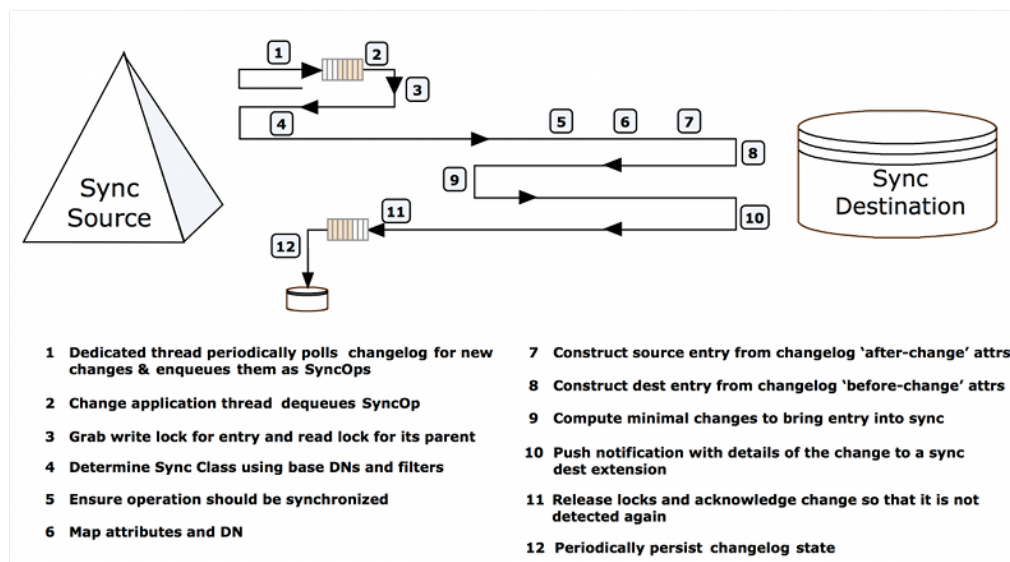 1
2
3
4
5
6
7
8
9
10
11
12
Sync
Source
Sync
Destination
1 Dedicated thread periodically polls changelog for new
changes & enqueues them as SyncOps
2 Change application thread dequeues SyncOp
3 Grab write lock for entry and read lock for its parent
4 Determine Sync Class using base DNs and filters
5 Ensure operation should be synchronized
6 Map attributes and DN
7 Construct source entry from changelog ‘after-change’ attrs
8 Construct dest entry from changelog ‘before-change’ attrs
9 Compute minimal changes to bring entry into sync
10 Push notification with details of the change to a sync
dest extension
11 Release locks and acknowledge change so that it is not
detected again
12 Periodically persist changelog state